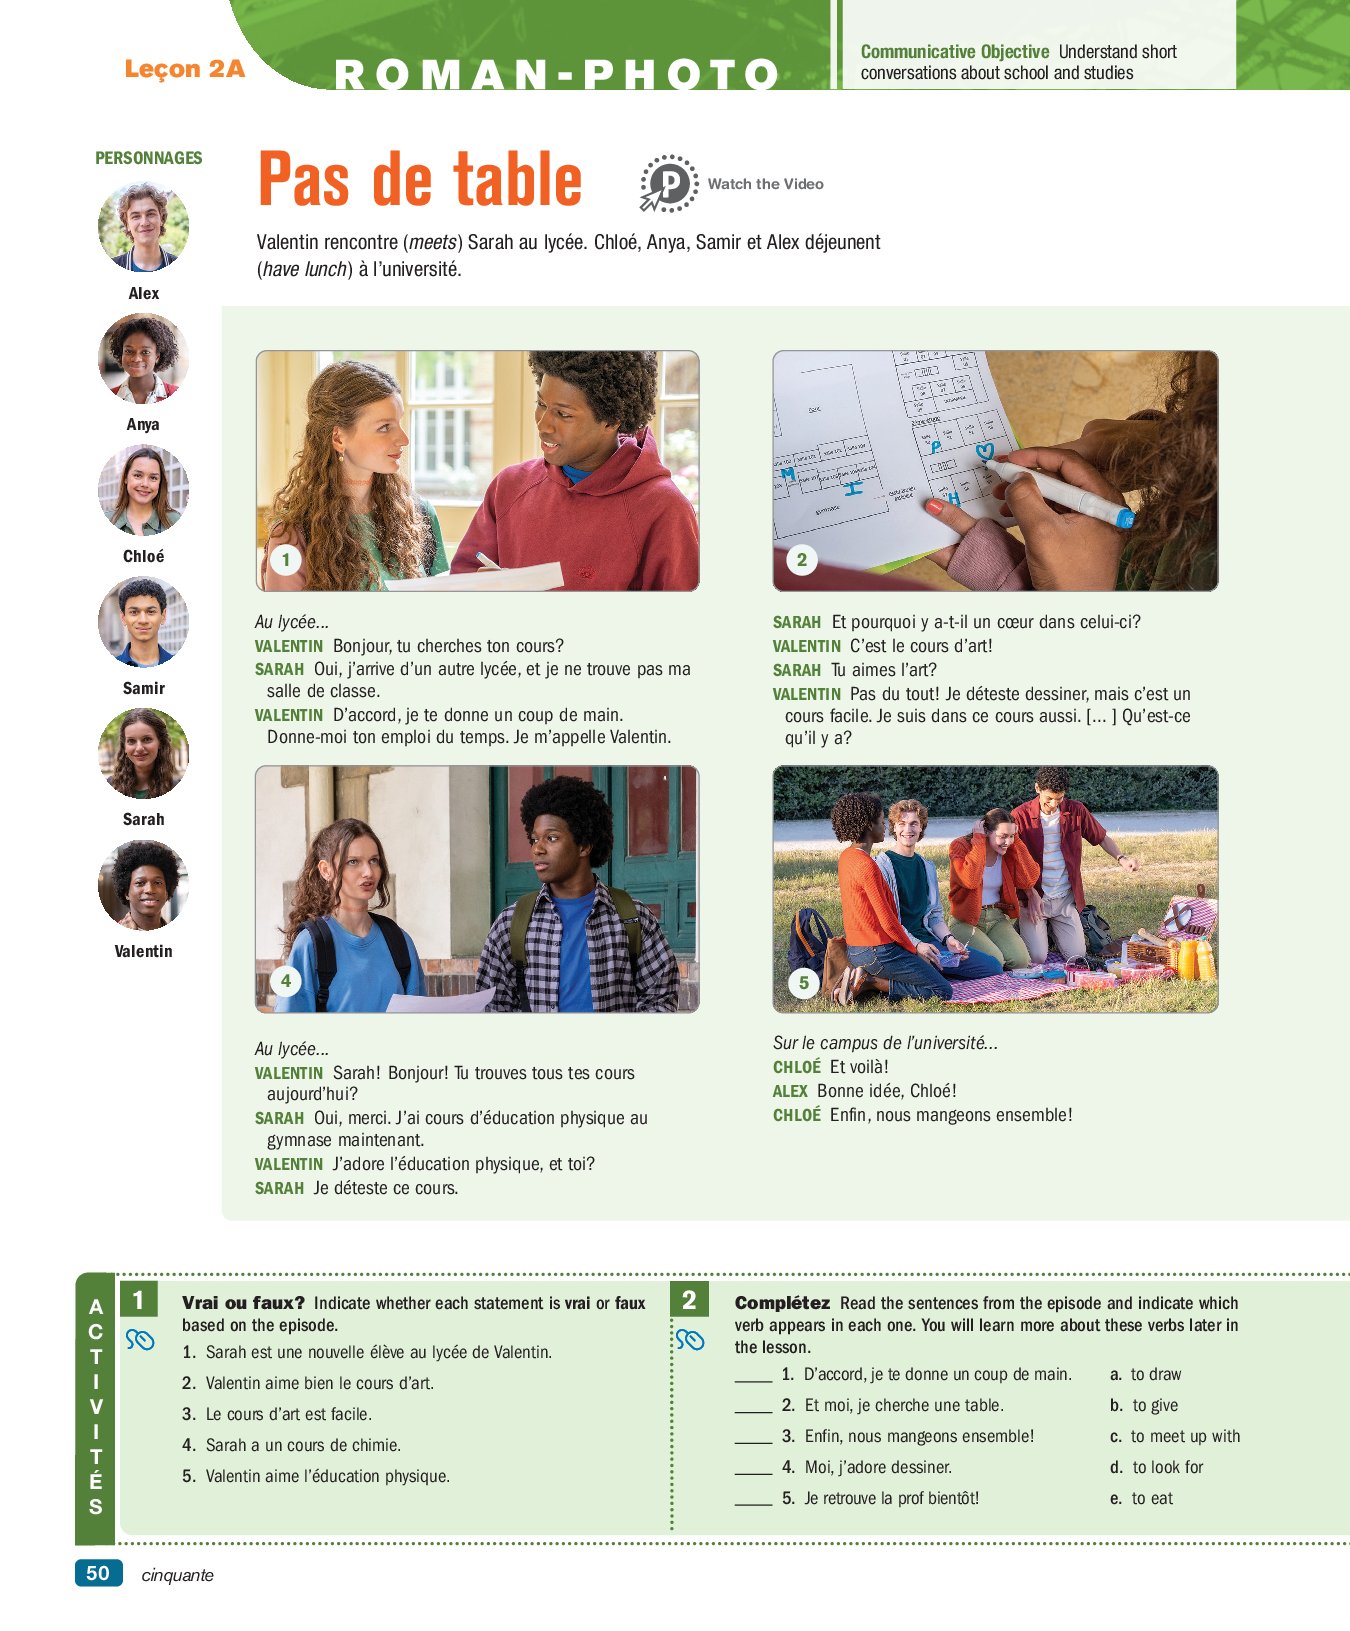 Leçon 2A
ROMAN-PHOTO
Communicative Objective Understand short
conversations about school and studies
PERSONNAGES
Alex
Anya
Chloé
Samir
Sarah
Valentin
Pas de table
P
Watch the Video
Valentin rencontre (meets) Sarah au lycée. Chloé, Anya, Samir et Alex déjeunent
(have lunch) à l'université.
1
Au lycée...
VALENTIN Bonjour, tu cherches ton cours?
SARAH Oui, j'arrive d'un autre lycée, et je ne trouve pas ma
salle de classe.
VALENTIN D'accord, je te donne un coup de main.
Donne-moi ton emploi du temps. Je m'appelle Valentin.
M
I
P
H
2
SARAH Et pourquoi y a-t-il un cœur dans celui-ci?
VALENTIN C'est le cours d'art!
SARAH Tu aimes l'art?
VALENTIN Pas du tout! Je déteste dessiner, mais c'est un
cours facile. Je suis dans ce cours aussi. [... ] Qu'est-ce
qu'il y a?
4
Au lycée...
VALENTIN Sarah! Bonjour! Tu trouves tous tes cours
aujourd'hui?
SARAH Oui, merci. J'ai cours d'éducation physique au
gymnase maintenant.
VALENTIN J'adore l'éducation physique, et toi?
SARAH Je déteste ce cours.
5
Sur le campus de l'université...
CHLOÉ Et voilà!
ALEX Bonne idée, Chloé!
CHLOÉ Enfin, nous mangeons ensemble!
ACTIVITÉS
1
Vrai ou faux? Indicate whether each statement is vrai or faux
based on the episode.
1. Sarah est une nouvelle élève au lycée de Valentin.
2. Valentin aime bien le cours d'art.
3. Le cours d'art est facile.
4. Sarah a un cours de chimie.
5. Valentin aime l'éducation physique.
2
Complétez Read the sentences from the episode and indicate which
verb appears in each one. You will learn more about these verbs later in
the lesson.
____ 1. D'accord, je te donne un coup de main. a. to draw
____ 2. Et moi, je cherche une table. b. to give
____ 3. Enfin, nous mangeons ensemble! c. to meet up with
____ 4. Moi, j'adore dessiner. d. to look for
____ 5. Je retrouve la prof bientôt! e. to eat
50 cinquante